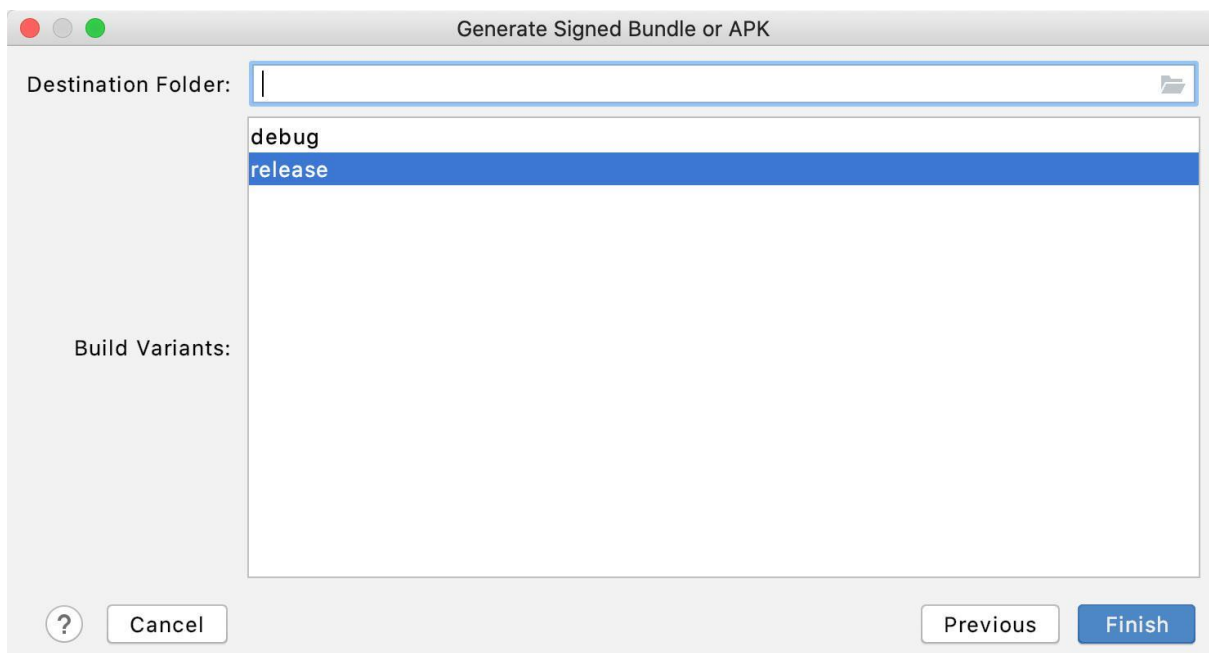 Generate Signed Bundle or APK
Destination Folder:
debug
release
Build Variants:
? Cancel Previous Finish